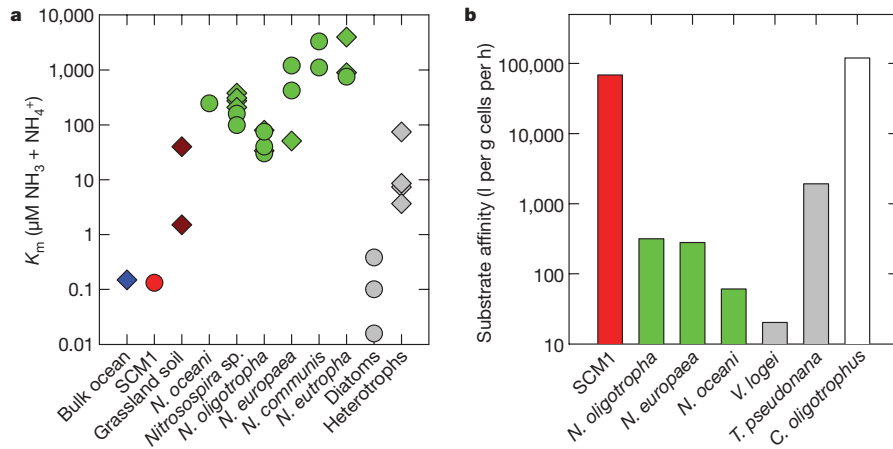 a
10,000
1,000
100
10
1
0.1
0.01
Km (μM NH3 + NH4+)
Bulk ocean
SCM1
Grassland soil
N. oceani
Nitrosospira sp.
N. oligotropha
N. europaea
N. communis
N. eutropha
Diatoms
Heterotrophs
b
100,000
10,000
1,000
100
10
Substrate affinity (l per g cells per h)
SCM1
N. oligotropha
N. europaea
N. oceani
V. logei
T. pseudonana
C. oligotrophus